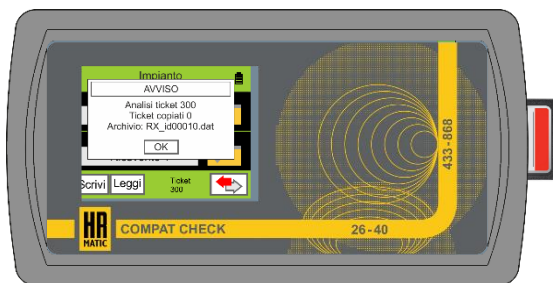 Impianto
AVVISO
Analisi ticket 300
Ticket copiati 0
Archivio: RX_id00010.dat
OK
Scrivi Leggi Ticket
300
433-868
HR
MATIC
COMPAT CHECK 26-40